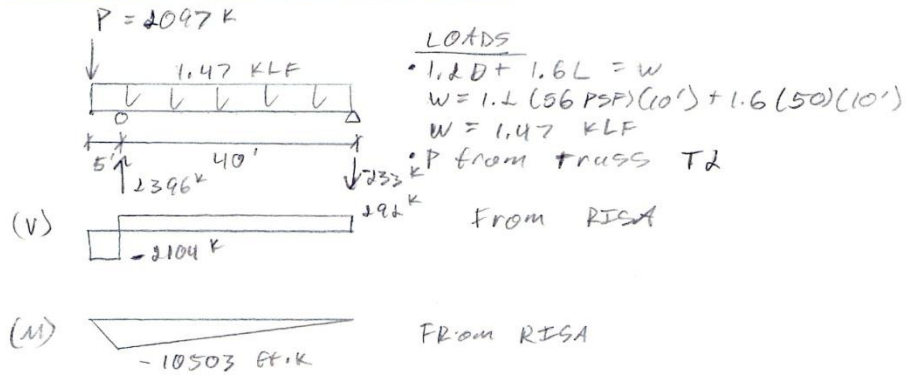 P = 2097 K
1.47 KLF
5'
40'
2396 K
-233 K
292 K
(V)
-2104 K
(M)
-10503 ft·K
LOADS
• 1.2D + 1.6L = W
W = 1.2 (56 PSF)(10') + 1.6 (50)(10')
W = 1.47 KLF
• P from truss T2
From RISA
FRom RISA